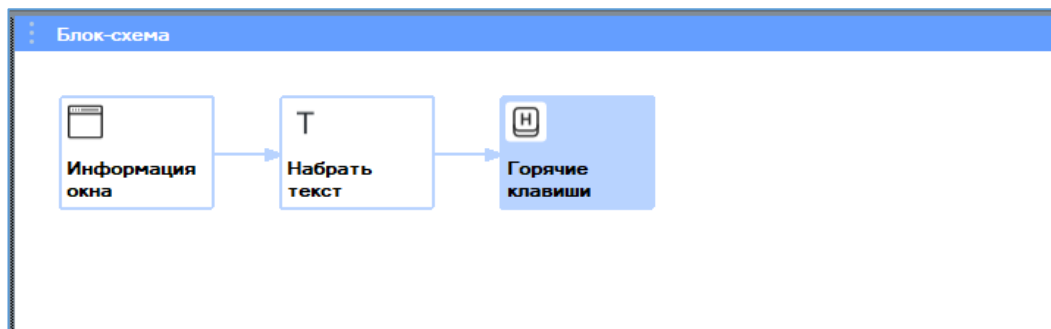 Блок-схема
Информация
окна
T
Набрать
текст
H
Горячие
клавиши